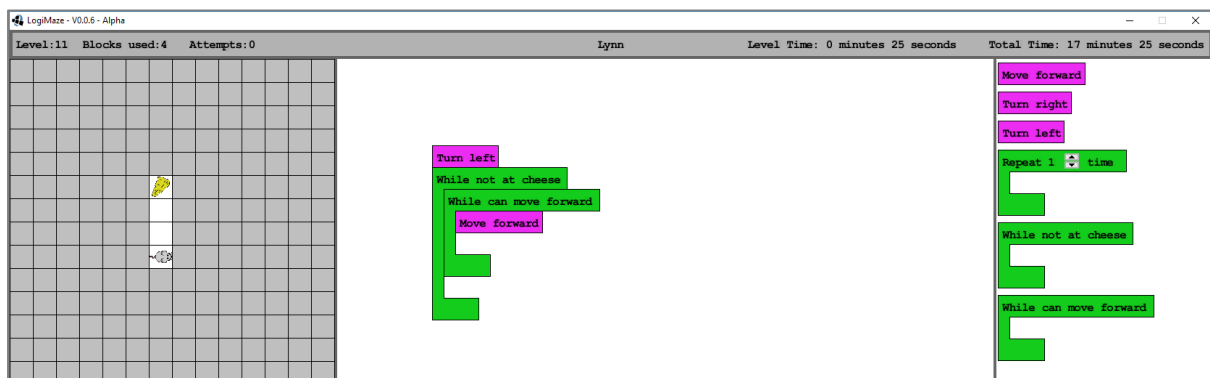 LogiMaze - V0.0.6 - Alpha
Level:11 Blocks used:4 Attempts:0 Lynn Level Time: 0 minutes 25 seconds Total Time: 17 minutes 25 seconds
Turn left
While not at cheese
While can move forward
Move forward
Move forward
Turn right
Turn left
Repeat 1 time
While not at cheese
While can move forward